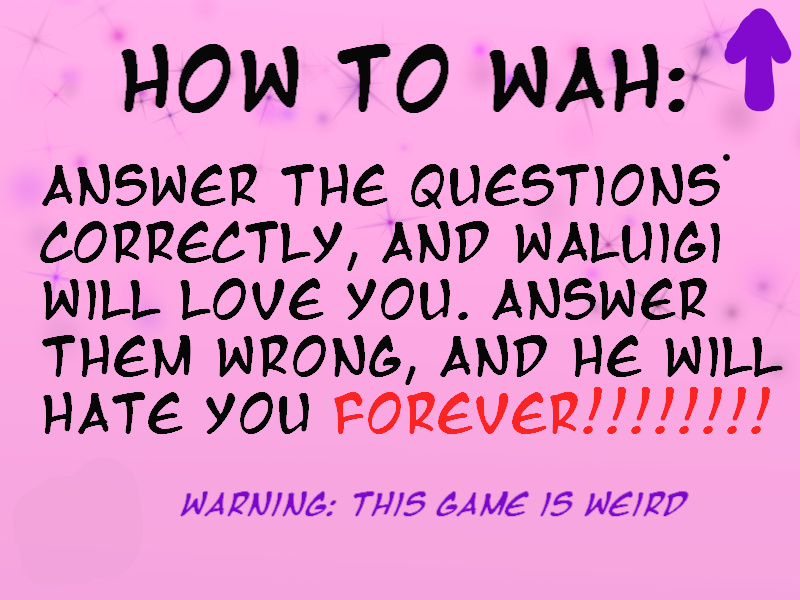 HOW TO WAH:
ANSWER THE QUESTIONS
CORRECTLY, AND WALUIGI
WILL LOVE YOU. ANSWER
THEM WRONG, AND HE WILL
HATE YOU FOREVER!!!!!!!!
WARNING: THIS GAME IS WEIRD